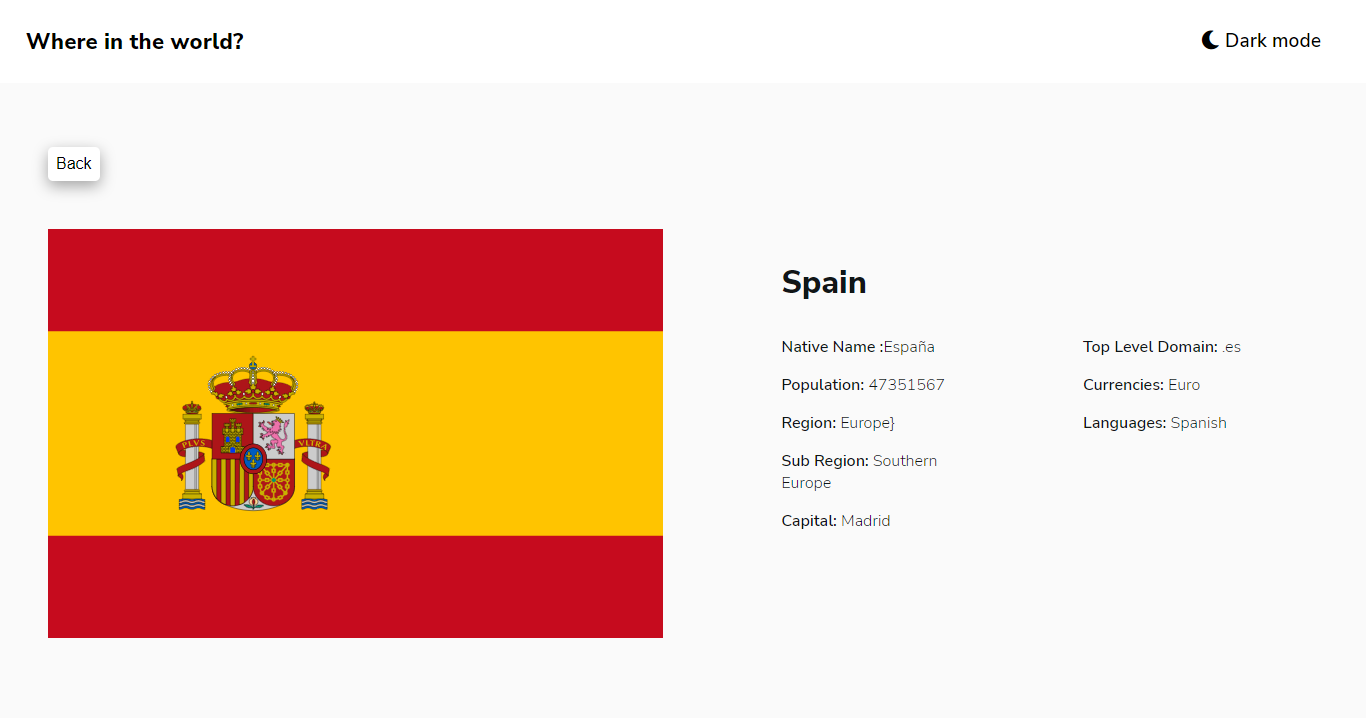 Where in the world?
Dark mode
Back
PLVS VLTRA
Spain
Native Name :España
Population: 47351567
Region: Europe}
Sub Region: Southern
Europe
Capital: Madrid
Top Level Domain: .es
Currencies: Euro
Languages: Spanish